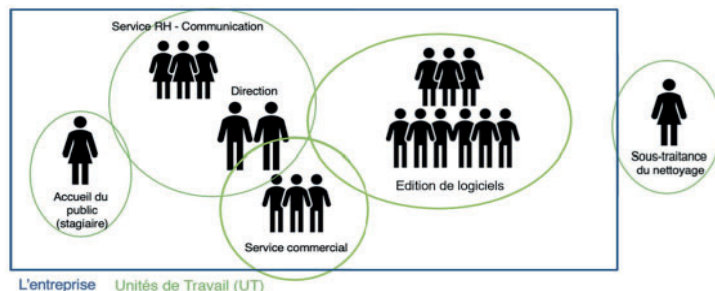 Service RH - Communication
Direction
Accueil du
public
(stagiaire)
Edition de logiciels
Service commercial
Sous-traitance
du nettoyage
L'entreprise
Unités de Travail (UT)